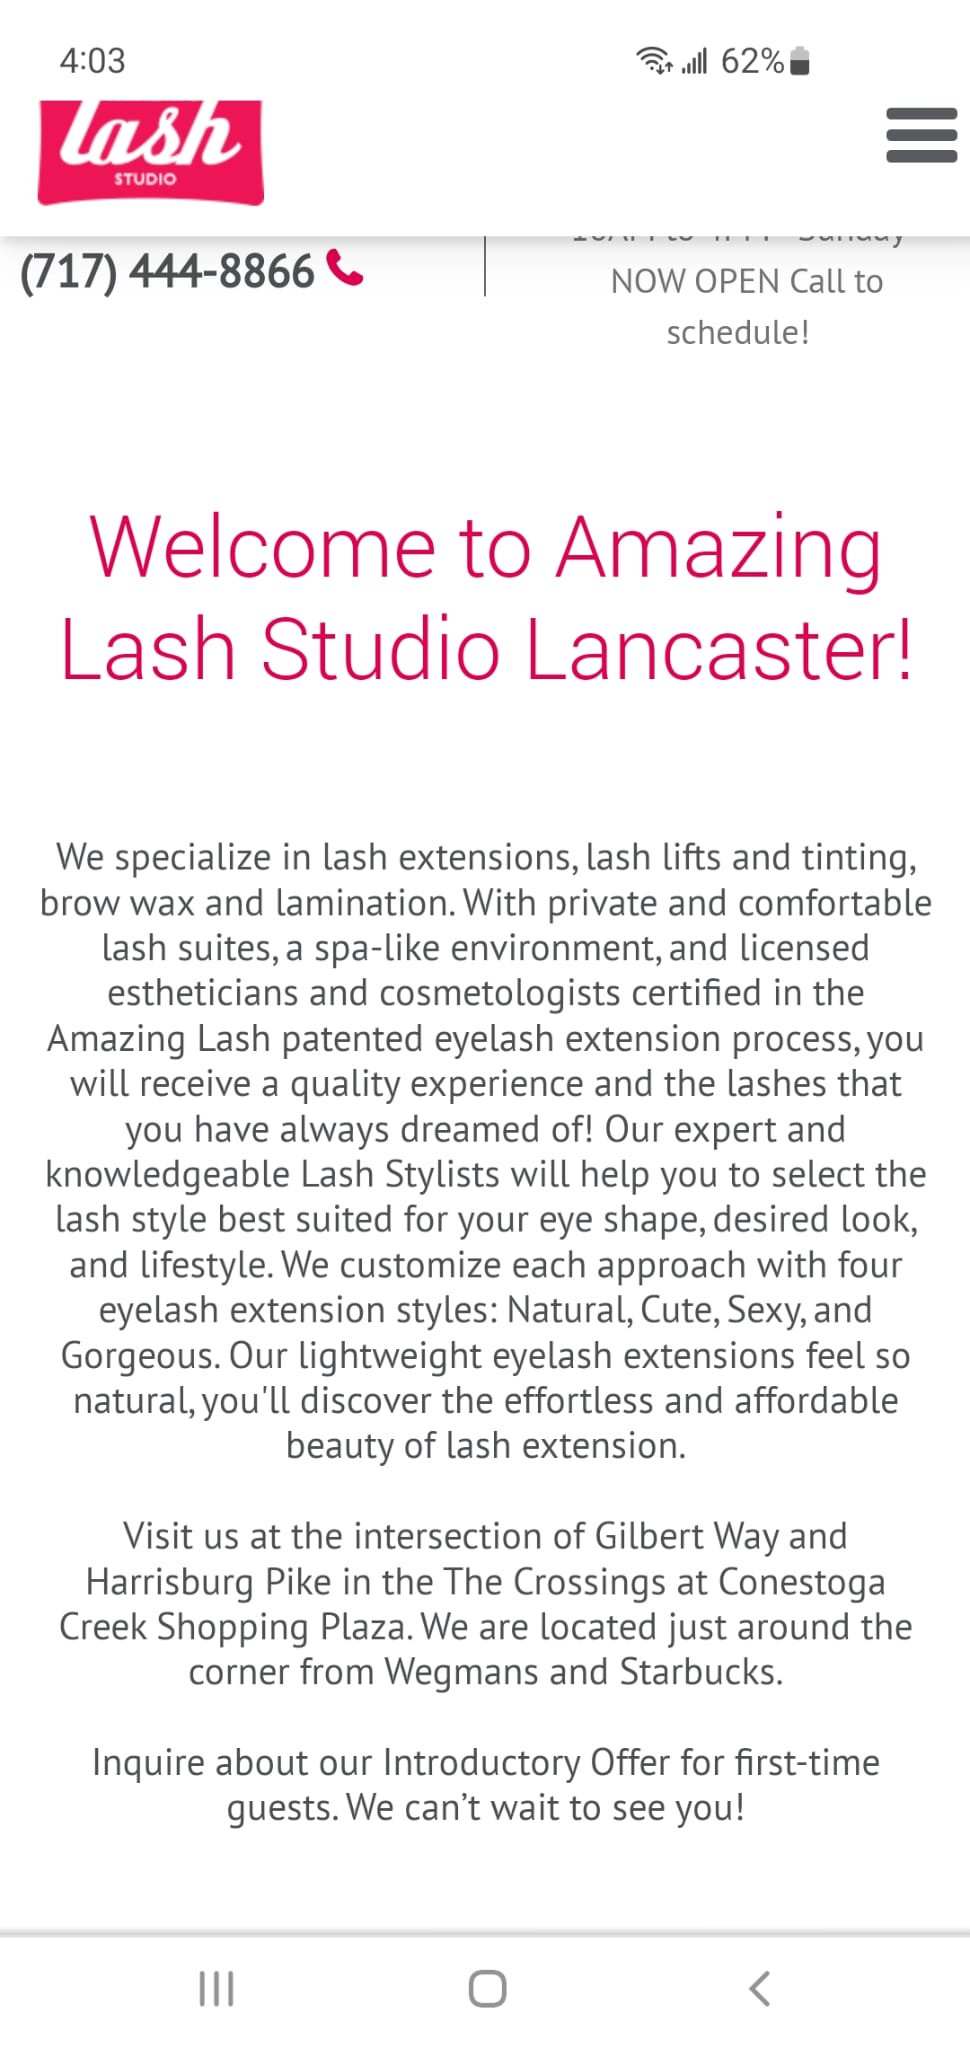 4:03
62%
lash
STUDIO
(717) 444-8866
NOW OPEN Call to
schedule!
Welcome to Amazing
Lash Studio Lancaster!
We specialize in lash extensions, lash lifts and tinting,
brow wax and lamination. With private and comfortable
lash suites, a spa-like environment, and licensed
estheticians and cosmetologists certified in the
Amazing Lash patented eyelash extension process, you
will receive a quality experience and the lashes that
you have always dreamed of! Our expert and
knowledgeable Lash Stylists will help you to select the
lash style best suited for your eye shape, desired look,
and lifestyle. We customize each approach with four
eyelash extension styles: Natural, Cute, Sexy, and
Gorgeous. Our lightweight eyelash extensions feel so
natural, you'll discover the effortless and affordable
beauty of lash extension.
Visit us at the intersection of Gilbert Way and
Harrisburg Pike in the The Crossings at Conestoga
Creek Shopping Plaza. We are located just around the
corner from Wegmans and Starbucks.
Inquire about our Introductory Offer for first-time
guests. We can’t wait to see you!